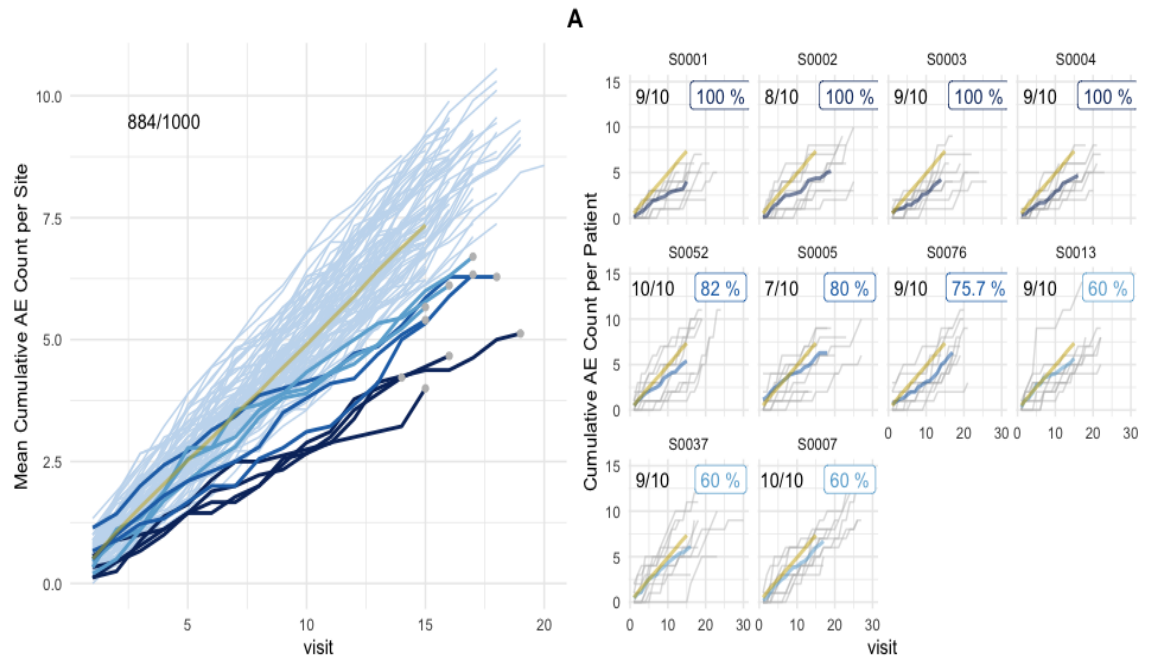 A
Mean Cumulative AE Count per Site
10.0
7.5
5.0
2.5
0.0
884/1000
5 10 15 20
visit
Cumulative AE Count per Patient
S0001 S0002 S0003 S0004
15
10
5
0
9/10 100 %
8/10 100 %
9/10 100 %
9/10 100 %
S0052 S0005 S0076 S0013
15
10
5
0
10/10 82 %
7/10 80 %
9/10 75.7 %
9/10 60 %
0 10 20 30 0 10 20 30
S0037 S0007
15
10
5
0
9/10 60 %
10/10 60 %
0 10 20 30 0 10 20 30
visit